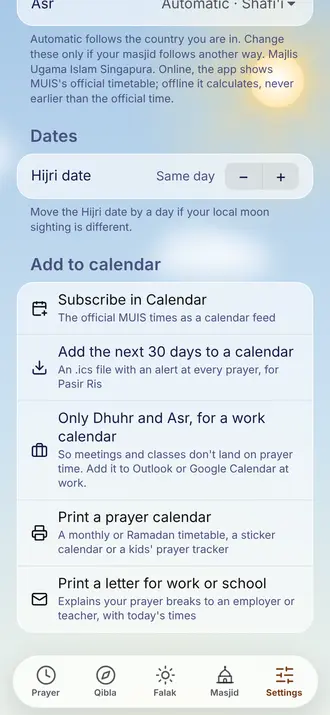 Asr Automatic · Shafi'i
Automatic follows the country you are in. Change
these only if your masjid follows another way. Majlis
Ugama Islam Singapura. Online, the app shows
MUIS's official timetable; offline it calculates, never
earlier than the official time.
Dates
Hijri date Same day − +
Move the Hijri date by a day if your local moon
sighting is different.
Add to calendar
Subscribe in Calendar
The official MUIS times as a calendar feed
Add the next 30 days to a calendar
An .ics file with an alert at every prayer, for
Pasir Ris
Only Dhuhr and Asr, for a work
calendar
So meetings and classes don't land on prayer
time. Add it to Outlook or Google Calendar at
work.
Print a prayer calendar
A monthly or Ramadan timetable, a sticker
calendar or a kids' prayer tracker
Print a letter for work or school
Explains your prayer breaks to an employer or
teacher, with today's times
Prayer Qibla Falak Masjid Settings